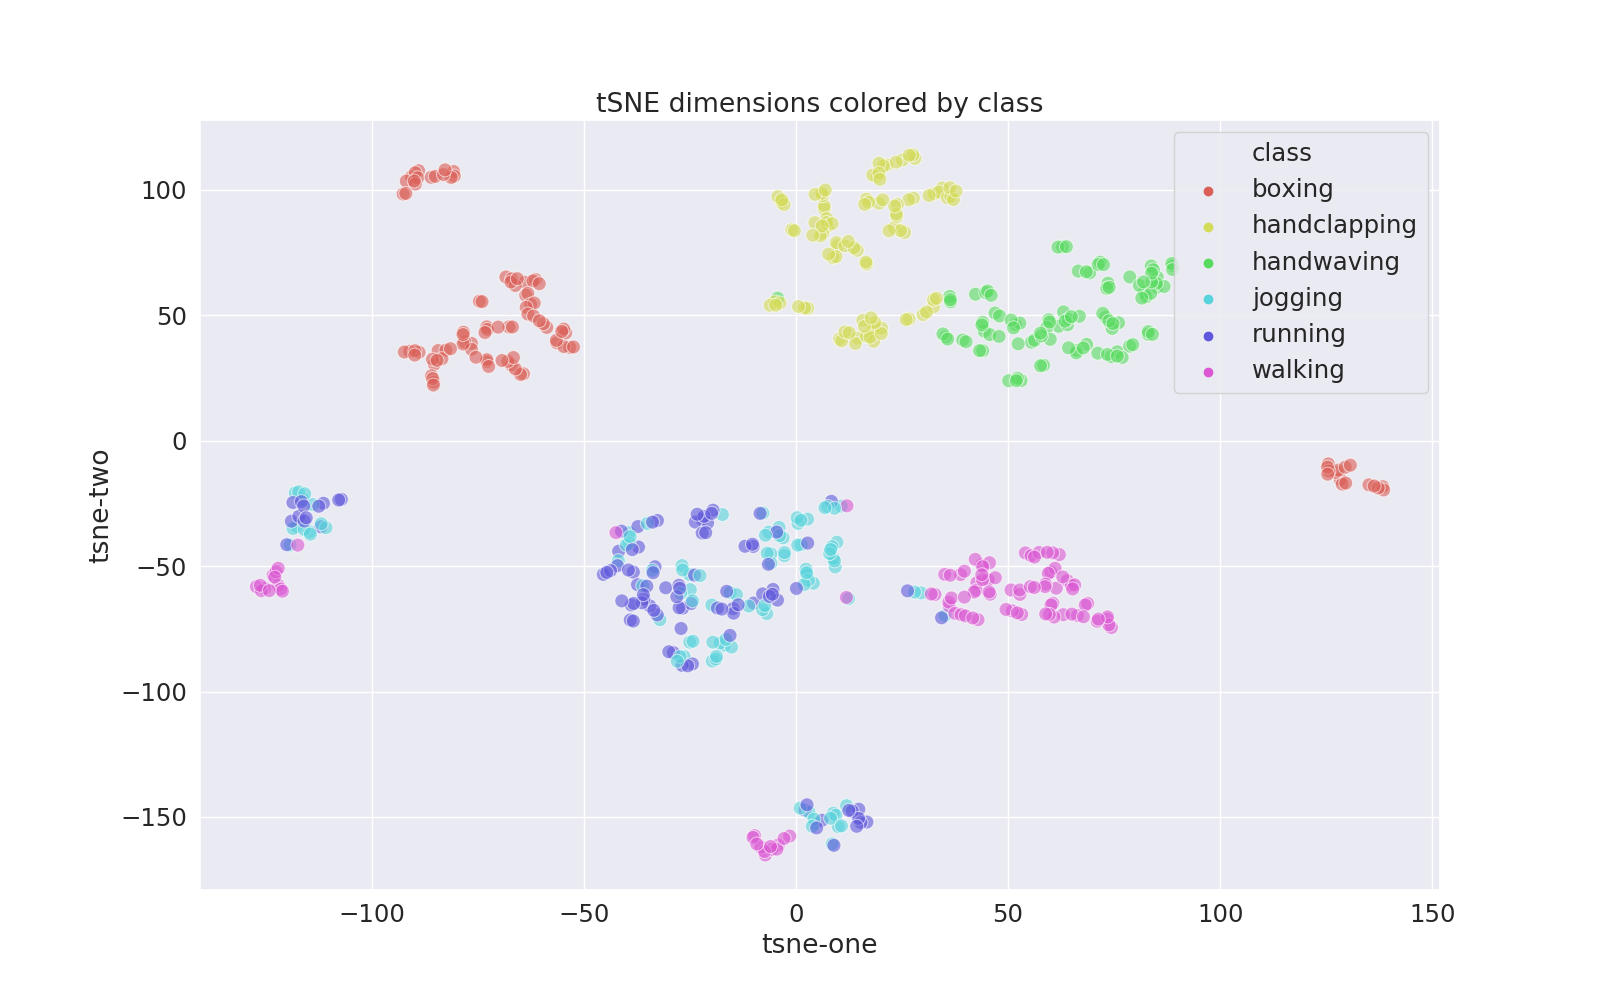 tSNE dimensions colored by class
class
boxing
handclapping
handwaving
jogging
running
walking
100
50
0
−50
−100
−150
tsne-two
−100
−50
0
50
100
150
tsne-one